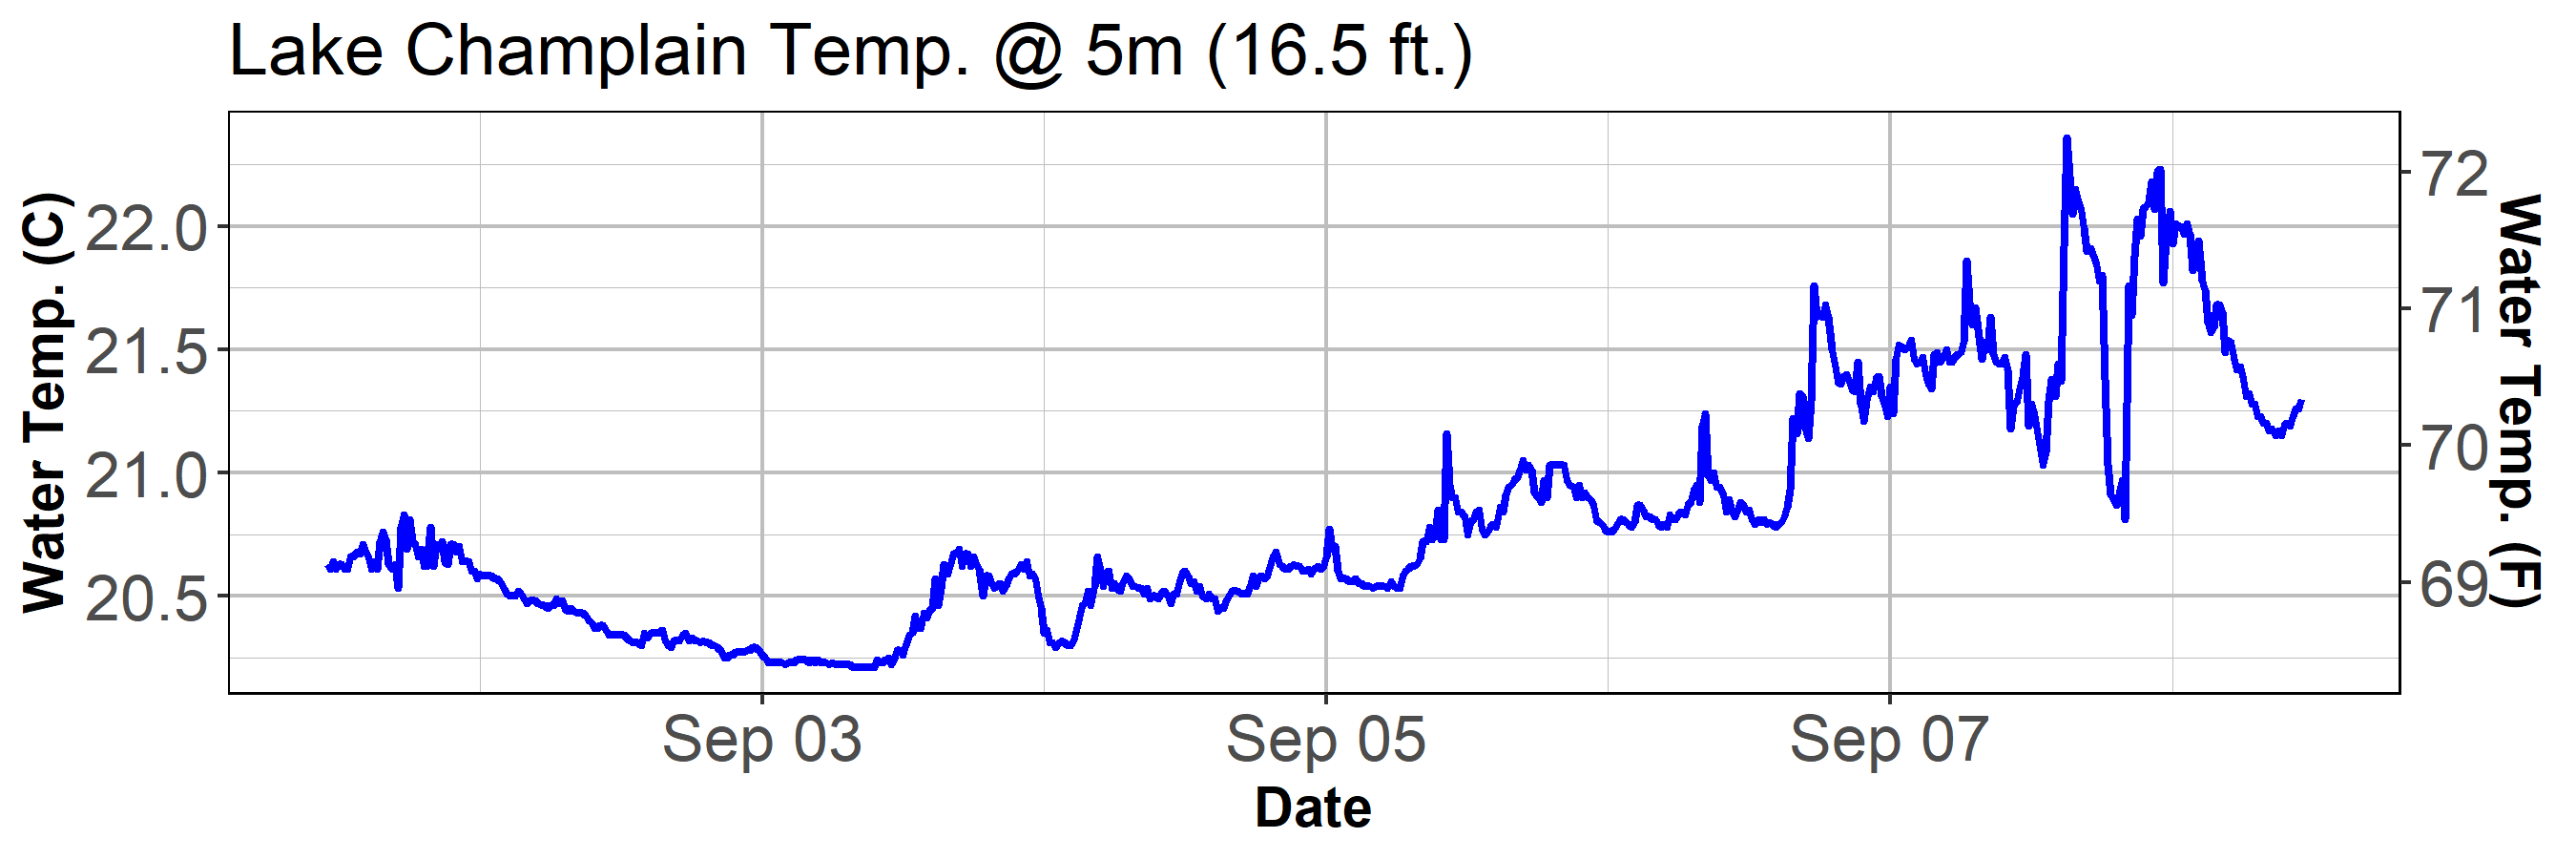 Lake Champlain Temp. @ 5m (16.5 ft.)
Water Temp. (C)
22.0
21.5
21.0
20.5
72
71
70
69
Water Temp. (F)
Sep 03 Sep 05 Sep 07
Date